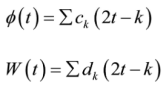 ϕ(t) = Σ c_k (2t − k)
W(t) = Σ d_k (2t − k)